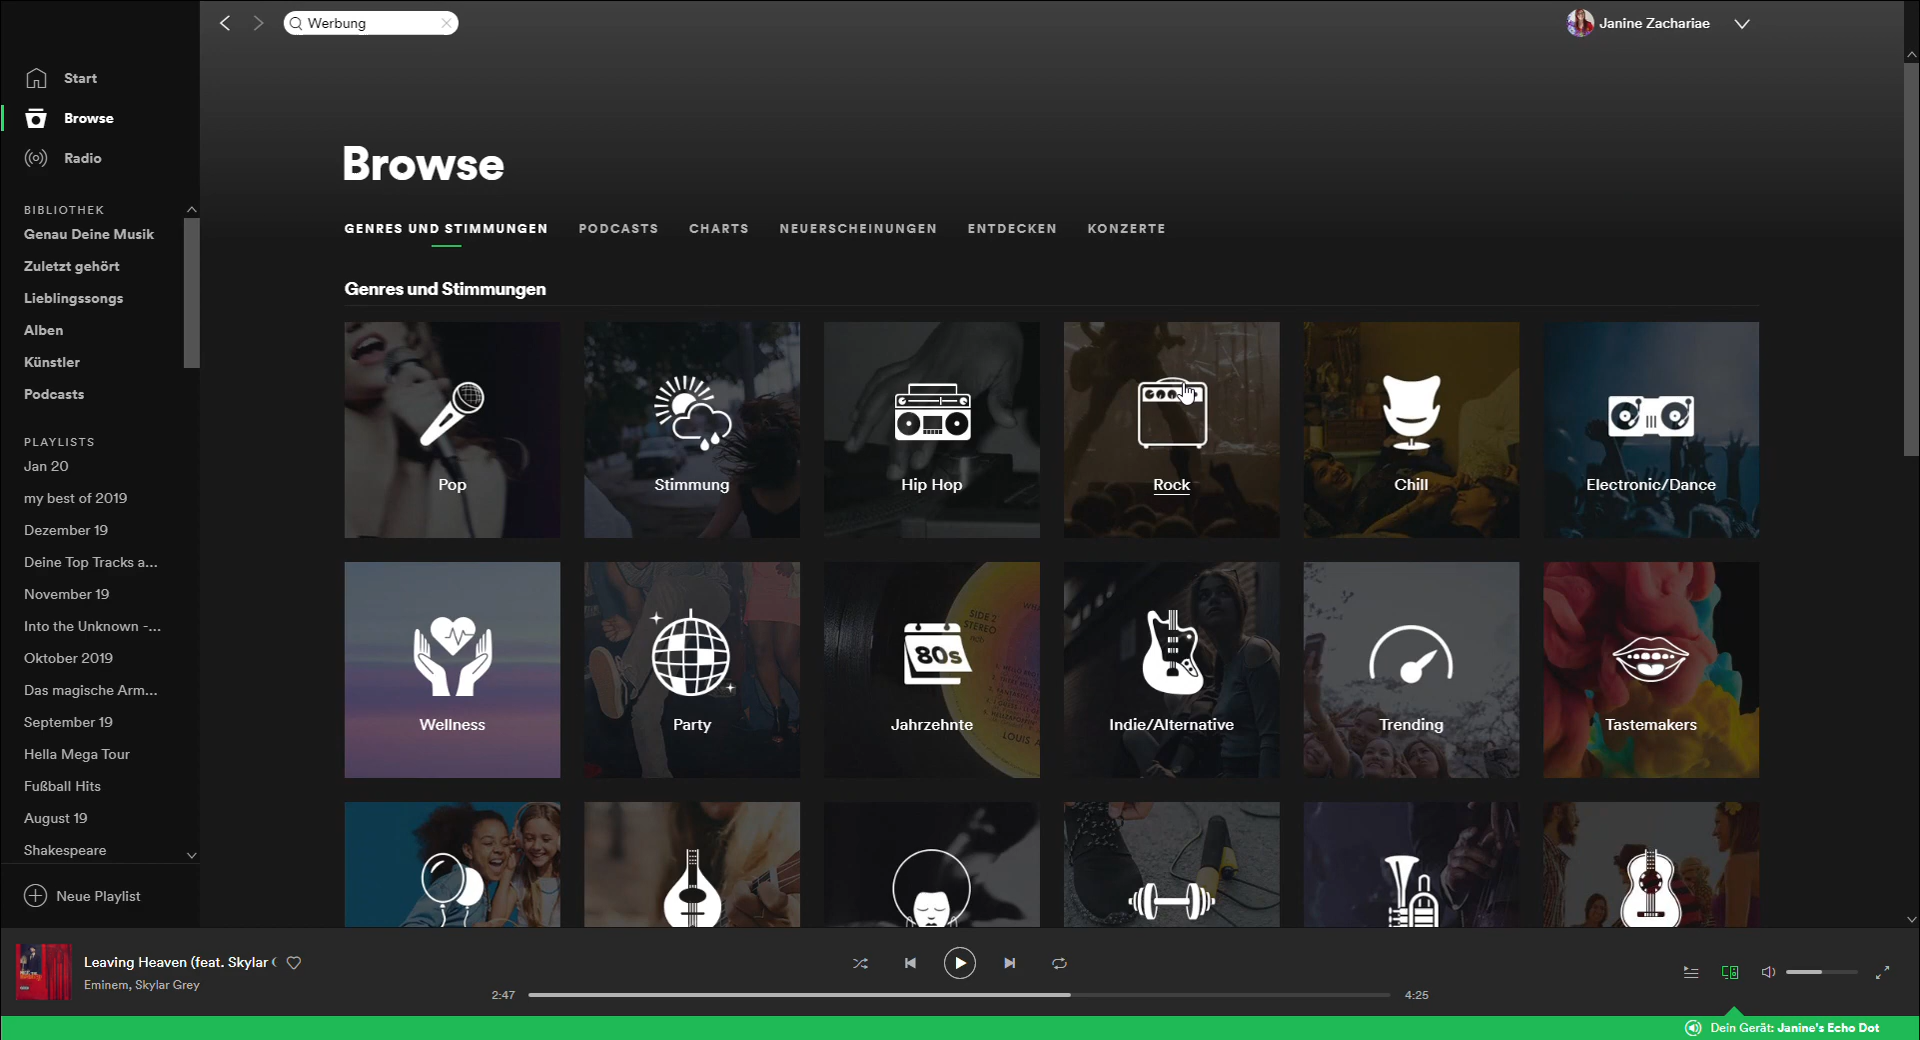 Werbung
Janine Zachariae
Start
Browse
Radio
BIBLIOTHEK
Genau Deine Musik
Zuletzt gehört
Lieblingssongs
Alben
Künstler
Podcasts
PLAYLISTS
Jan 20
my best of 2019
Dezember 19
Deine Top Tracks a...
November 19
Into the Unknown -...
Oktober 2019
Das magische Arm...
September 19
Hella Mega Tour
Fußball Hits
August 19
Shakespeare
Neue Playlist
Browse
GENRES UND STIMMUNGEN PODCASTS CHARTS NEUERSCHEINUNGEN ENTDECKEN KONZERTE
Genres und Stimmungen
Pop
Stimmung
Hip Hop
Rock
Chill
Electronic/Dance
Wellness
Party
SIDE 2
STEREO
80s
LOUIS A
Jahrzehnte
Indie/Alternative
Trending
Tastemakers
Leaving Heaven (feat. Skylar
Eminem, Skylar Grey
2:47
4:25
Dein Gerät: Janine's Echo Dot